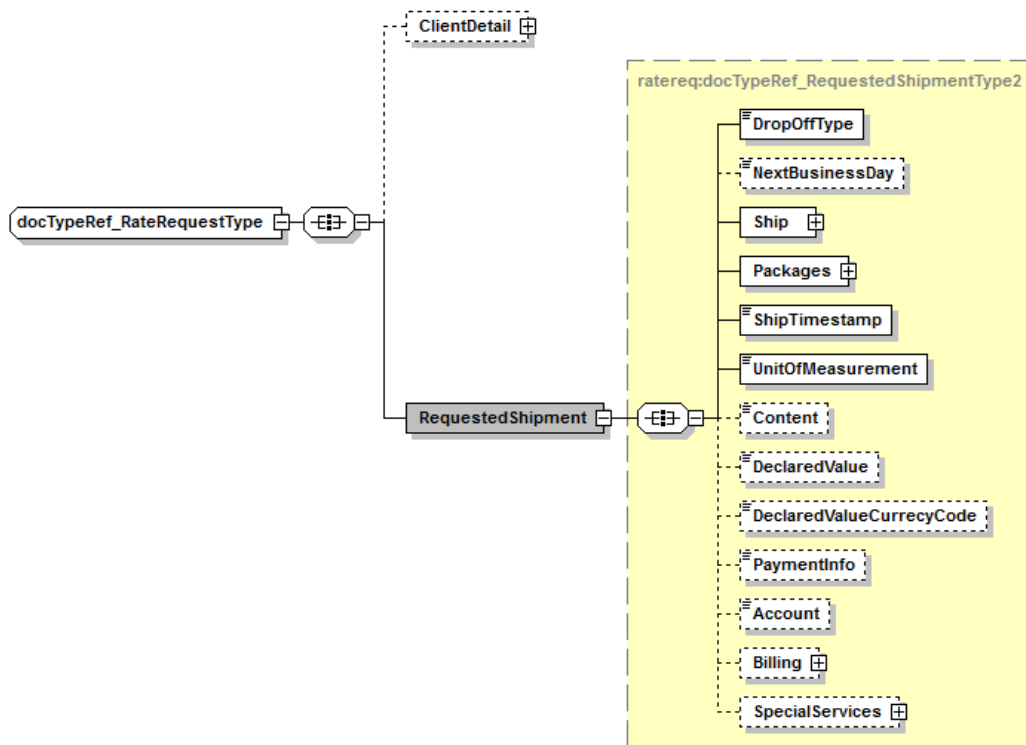 ClientDetail
ratereq:docTypeRef_RequestedShipmentType2
DropOffType
NextBusinessDay
docTypeRef_RateRequestType
Ship
Packages
ShipTimestamp
UnitOfMeasurement
RequestedShipment
Content
DeclaredValue
DeclaredValueCurrecyCode
PaymentInfo
Account
Billing
SpecialServices